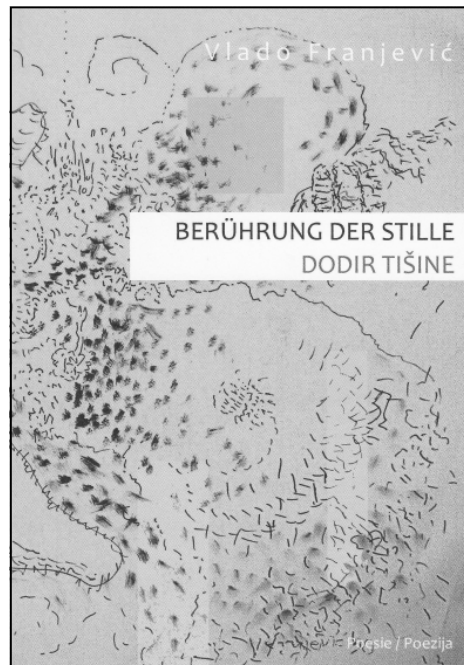 Vlado Franjević
BERÜHRUNG DER STILLE
DODIR TIŠINE
Poesie / Poezija